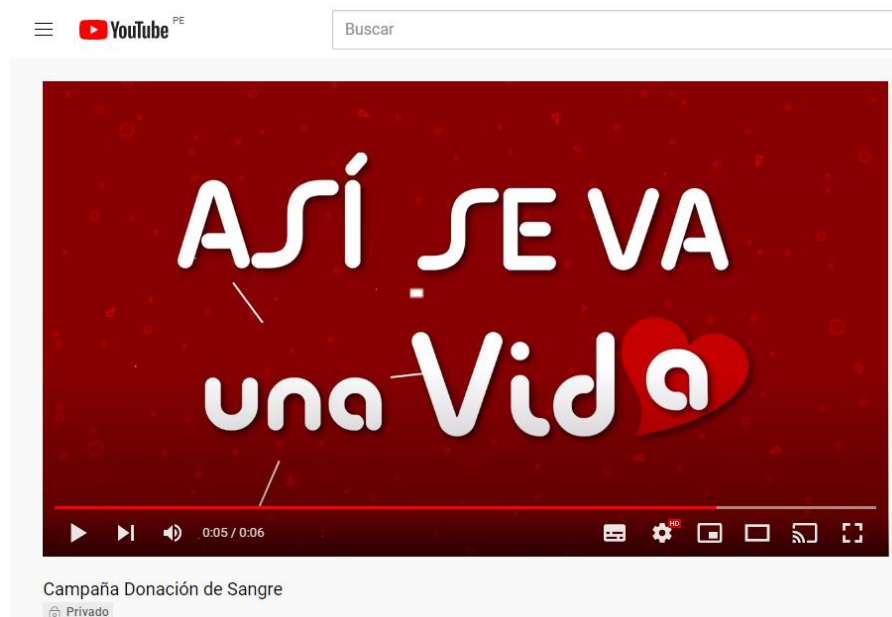 YouTube PE
Buscar
ASÍ SE VA
una Vida
0:05 / 0:06
HD
Campaña Donación de Sangre
Privado